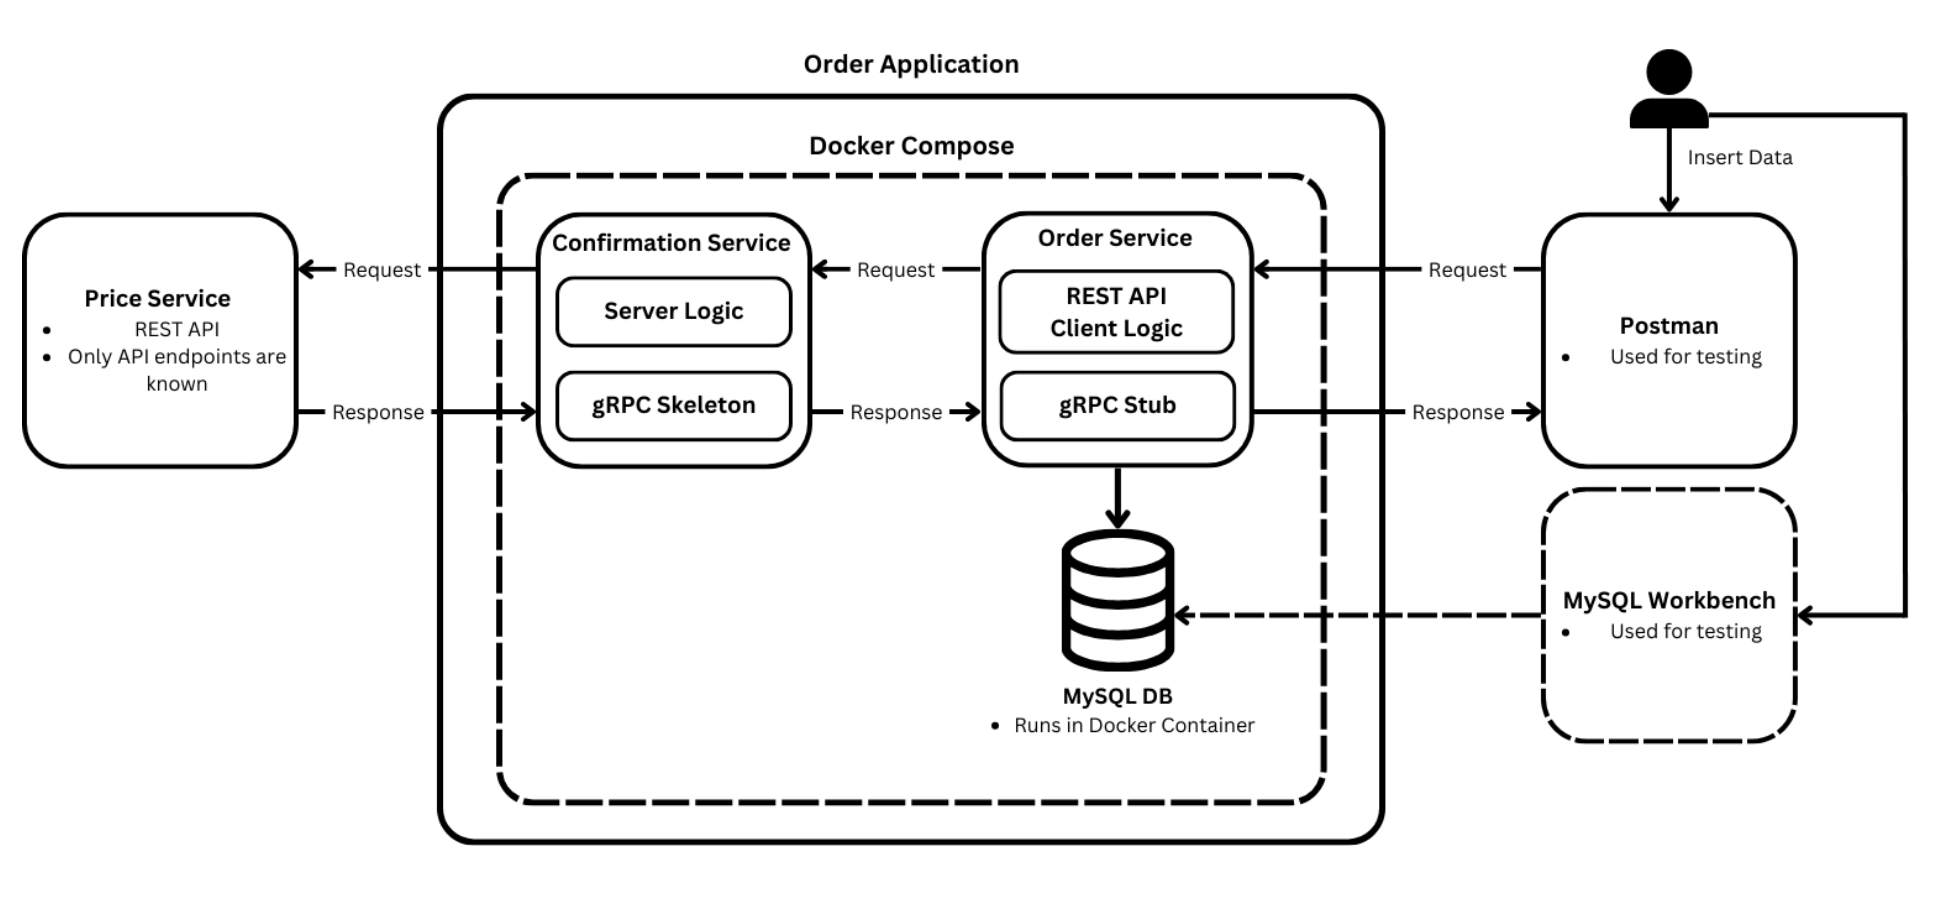 Order Application
Docker Compose
Insert Data
Price Service
• REST API
• Only API endpoints are
known
Request
Response
Confirmation Service
Server Logic
gRPC Skeleton
Request
Response
Order Service
REST API
Client Logic
gRPC Stub
Request
Response
Postman
• Used for testing
MySQL Workbench
• Used for testing
MySQL DB
• Runs in Docker Container